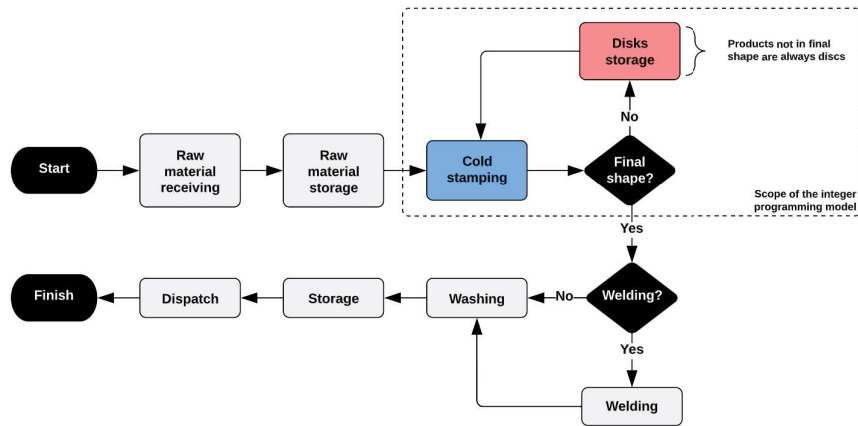 Disks
storage
Products not in final
shape are always discs
No
Start
Raw
material
receiving
Raw
material
storage
Cold
stamping
Final
shape?
Scope of the integer
programming model
Yes
Finish
Dispatch
Storage
Washing
No
Welding?
Yes
Welding